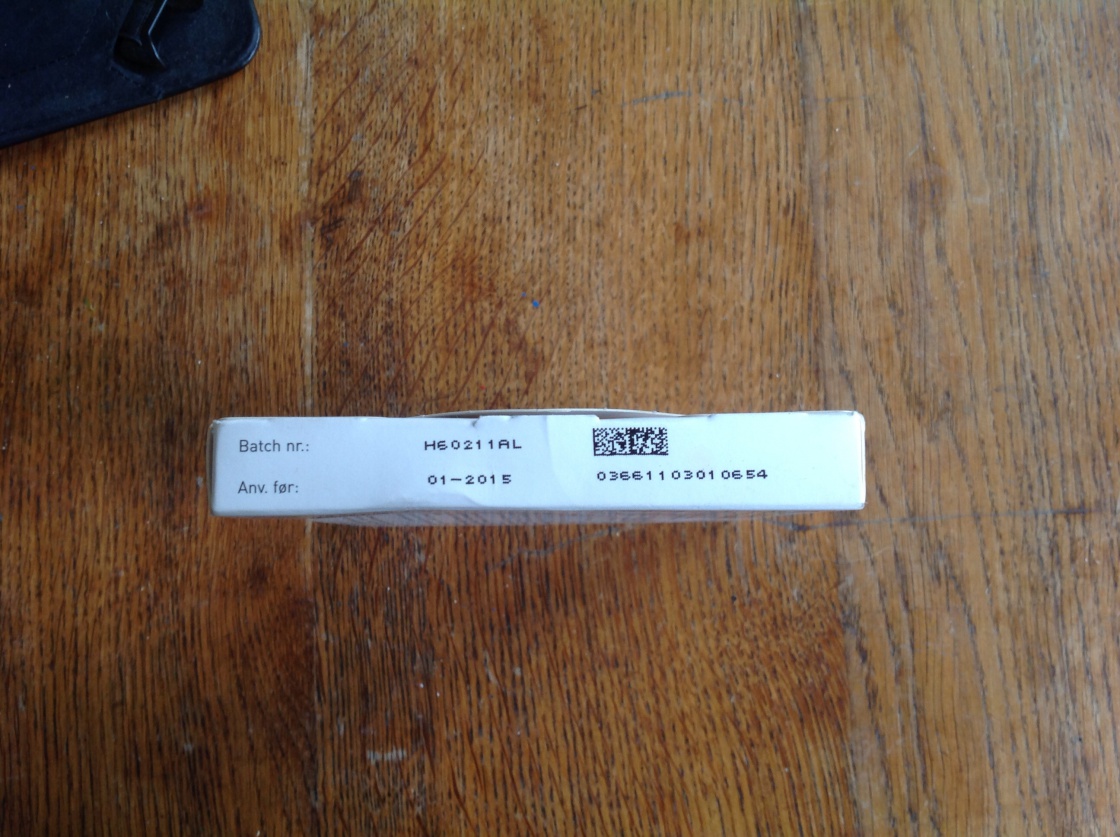 Batch nr.: H60211AL
Anv. før: 01-2015
03661103010654